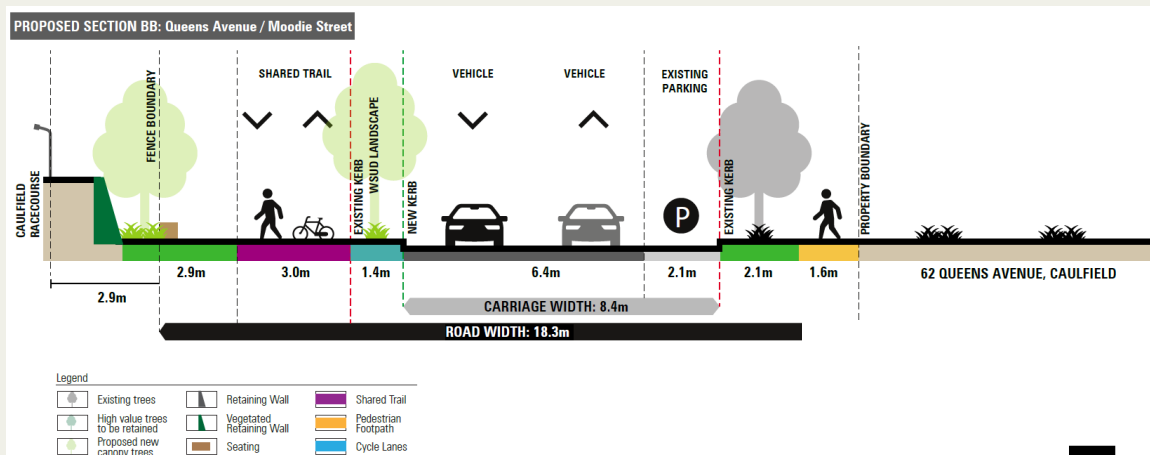 PROPOSED SECTION BB: Queens Avenue / Moodie Street
SHARED TRAIL
VEHICLE
VEHICLE
EXISTING
PARKING
CAULFIELD
RACECOURSE
FENCE BOUNDARY
EXISTING KERB
WSUD LANDSCAPE
NEW KERB
P
EXISTING KERB
PROPERTY BOUNDARY
2.9m
3.0m
1.4m
6.4m
2.1m
2.1m
1.6m
62 QUEENS AVENUE, CAULFIELD
2.9m
CARRIAGE WIDTH: 8.4m
ROAD WIDTH: 18.3m
Legend
Existing trees
High value trees
to be retained
Proposed new
canopy trees
Retaining Wall
Vegetated
Retaining Wall
Seating
Shared Trail
Pedestrian
Footpath
Cycle Lanes